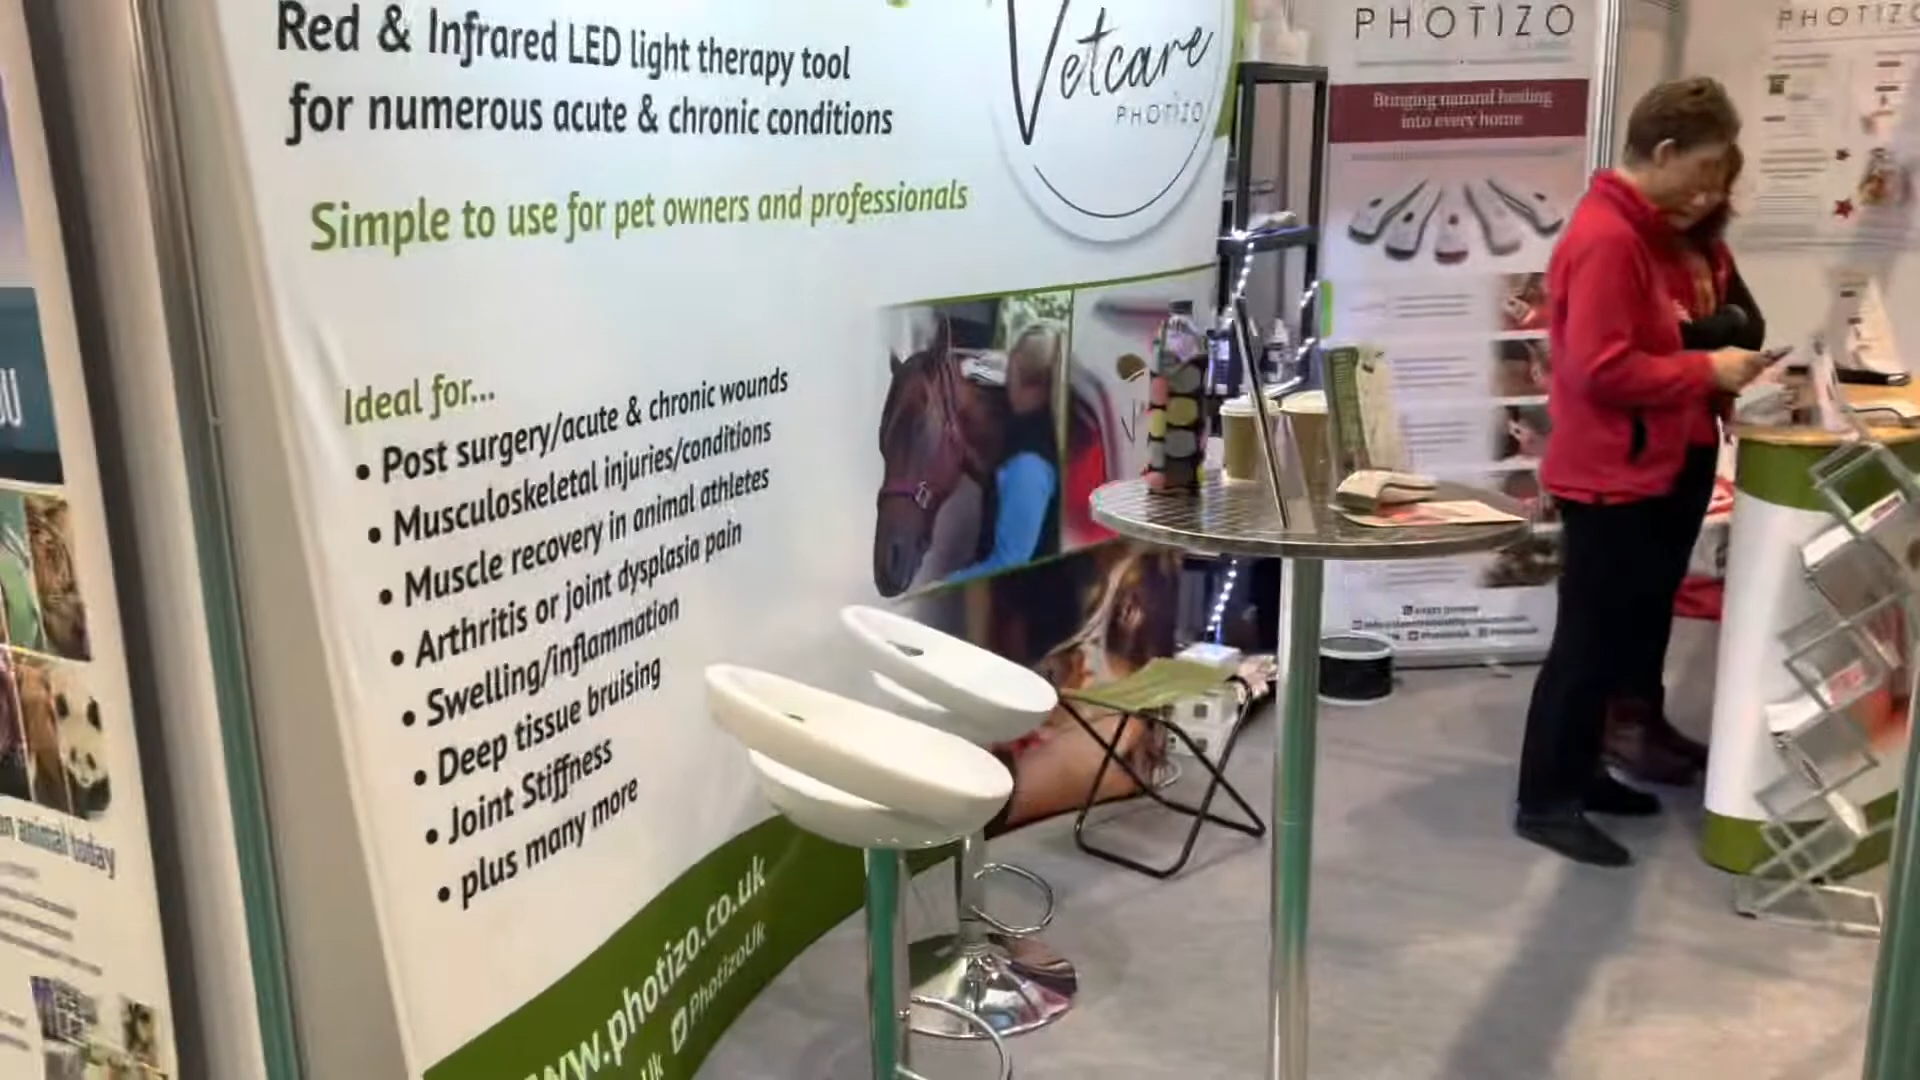 Red & Infrared LED light therapy tool
for numerous acute & chronic conditions
Simple to use for pet owners and professionals
Vetcare
PHOTIZO
Ideal for...
• Post surgery/acute & chronic wounds
• Musculoskeletal injuries/conditions
• Muscle recovery in animal athletes
• Arthritis or joint dysplasia pain
• Swelling/inflammation
• Deep tissue bruising
• Joint Stiffness
• plus many more
www.photizo.co.uk
PhotizoUk
Uk
PHOTIZO
Bringing natural healing
into every home
PHOTIZO
animal today